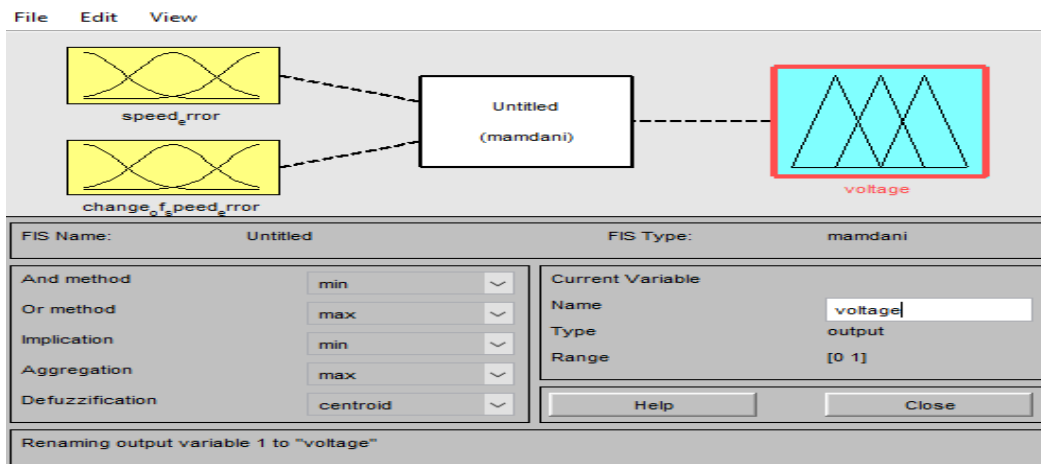 File Edit View
speed_error
Untitled
(mamdani)
voltage
change_of_speed_error
FIS Name: Untitled FIS Type: mamdani
And method min
Or method max
Implication min
Aggregation max
Defuzzification centroid
Current Variable
Name voltage
Type output
Range [0 1]
Help Close
Renaming output variable 1 to "voltage"